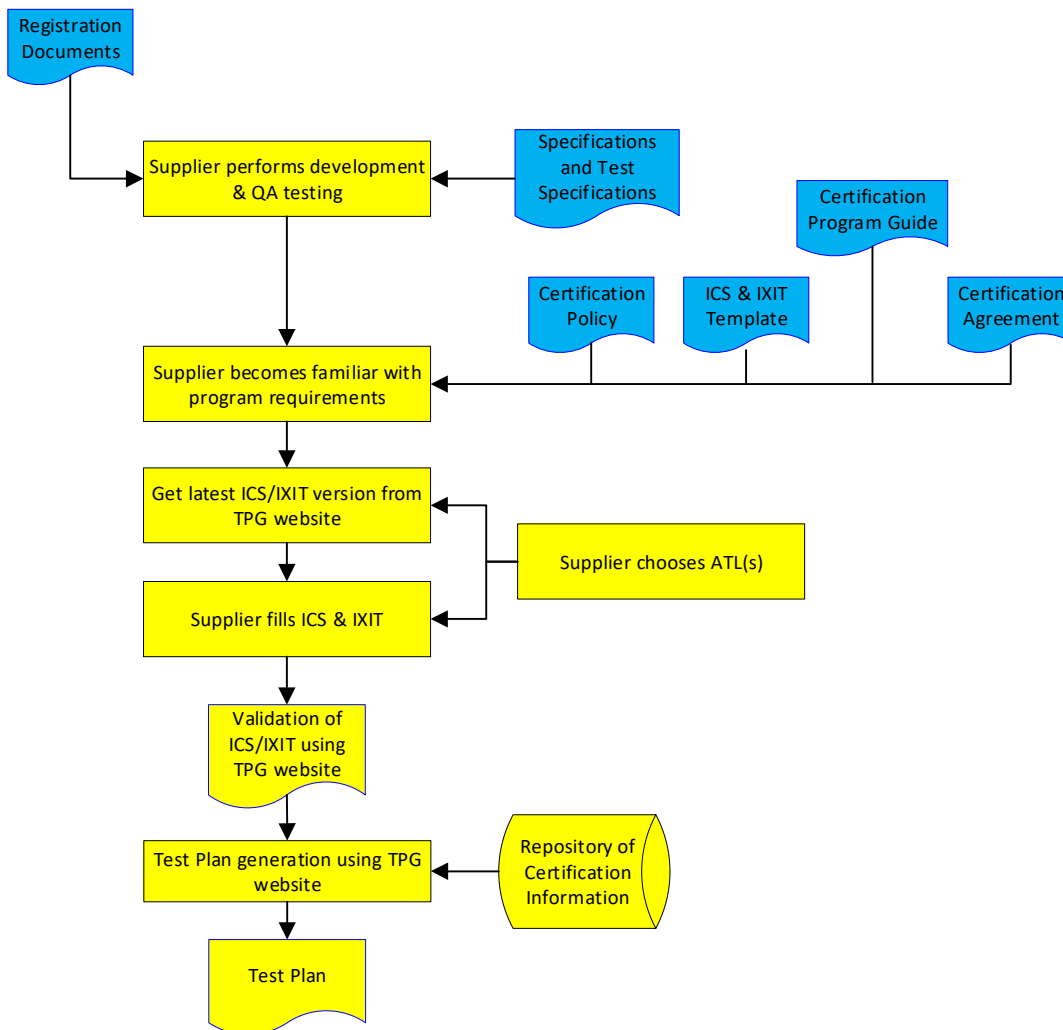 Registration
Documents
Supplier performs development
& QA testing
Specifications
and Test
Specifications
Certification
Program Guide
Certification
Policy
ICS & IXIT
Template
Certification
Agreement
Supplier becomes familiar with
program requirements
Get latest ICS/IXIT version from
TPG website
Supplier chooses ATL(s)
Supplier fills ICS & IXIT
Validation of
ICS/IXIT using
TPG website
Test Plan generation using TPG
website
Repository of
Certification
Information
Test Plan